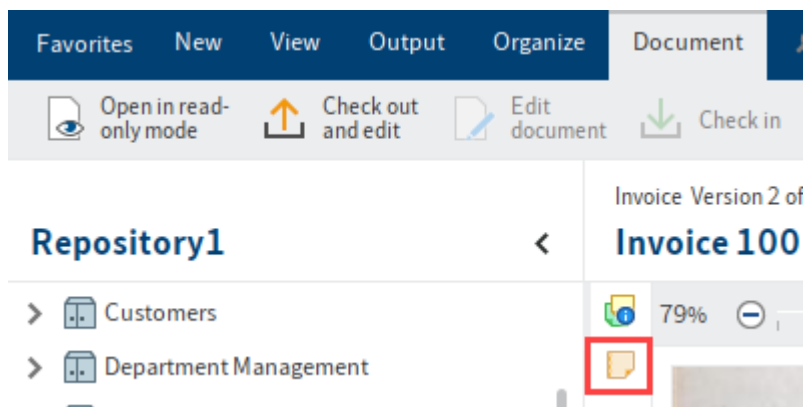 Favorites New View Output Organize Document
Open in read- Check out Edit Check in
only mode and edit document
Invoice Version 2 of
Repository1 Invoice 100
Customers 79%
Department Management